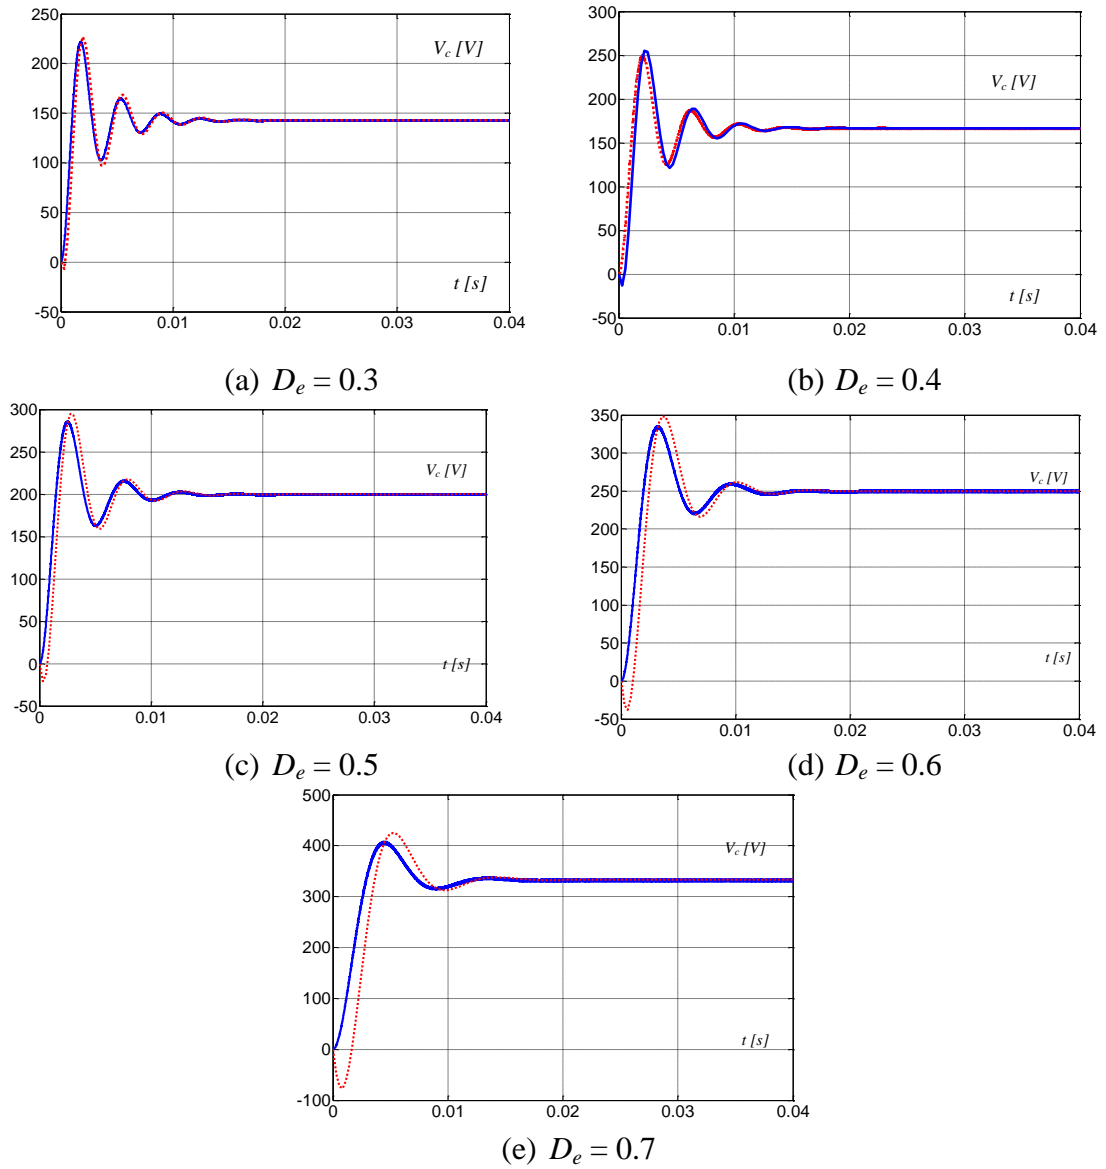 250
200
150
100
50
0
-50
V_c [V]
t [s]
0 0.01 0.02 0.03 0.04
(a) D_e = 0.3
300
250
200
150
100
50
0
-50
V_c [V]
t [s]
0 0.01 0.02 0.03 0.04
(b) D_e = 0.4
300
250
200
150
100
50
0
-50
V_c [V]
t [s]
0 0.01 0.02 0.03 0.04
(c) D_e = 0.5
350
300
250
200
150
100
50
0
-50
V_c [V]
t [s]
0 0.01 0.02 0.03 0.04
(d) D_e = 0.6
500
400
300
200
100
0
-100
V_c [V]
t [s]
0 0.01 0.02 0.03 0.04
(e) D_e = 0.7